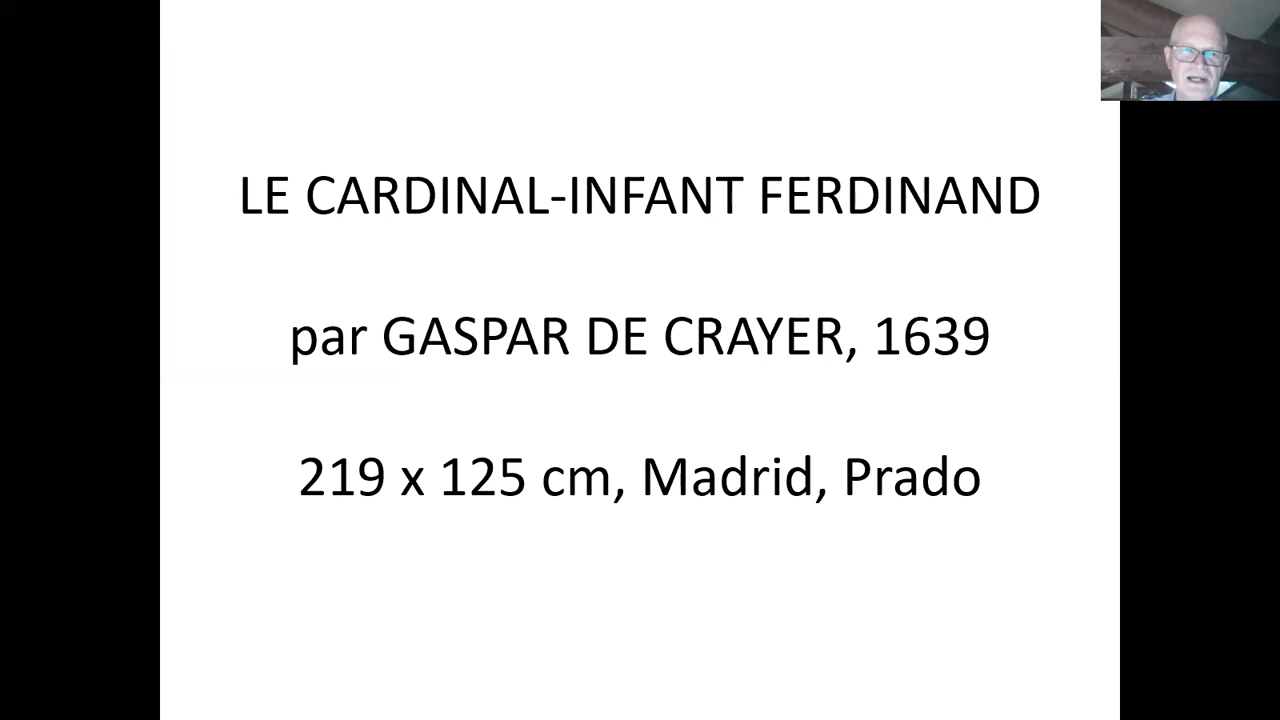 LE CARDINAL-INFANT FERDINAND
par GASPAR DE CRAYER, 1639
219 x 125 cm, Madrid, Prado